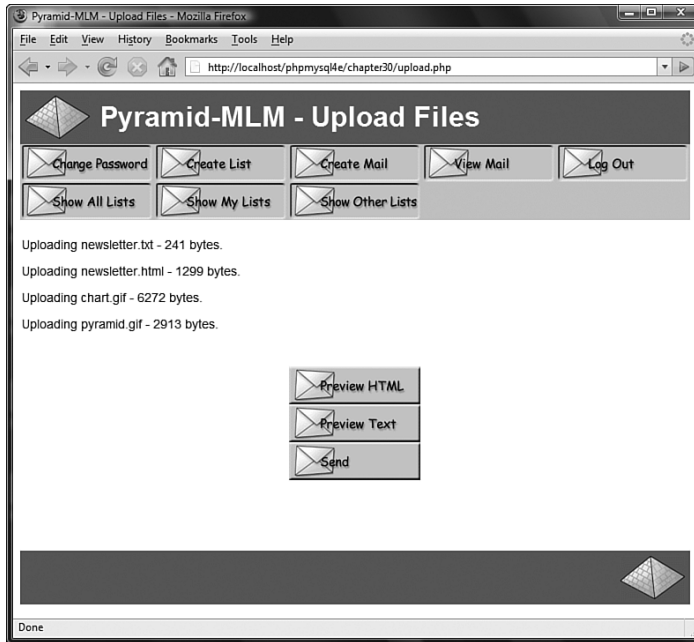 Pyramid-MLM - Upload Files - Mozilla Firefox
File Edit View History Bookmarks Tools Help
http://localhost/phpmysql4e/chapter30/upload.php
Pyramid-MLM - Upload Files
Change Password Create List Create Mail View Mail Log Out
Show All Lists Show My Lists Show Other Lists
Uploading newsletter.txt - 241 bytes.
Uploading newsletter.html - 1299 bytes.
Uploading chart.gif - 6272 bytes.
Uploading pyramid.gif - 2913 bytes.
Preview HTML
Preview Text
Send
Done